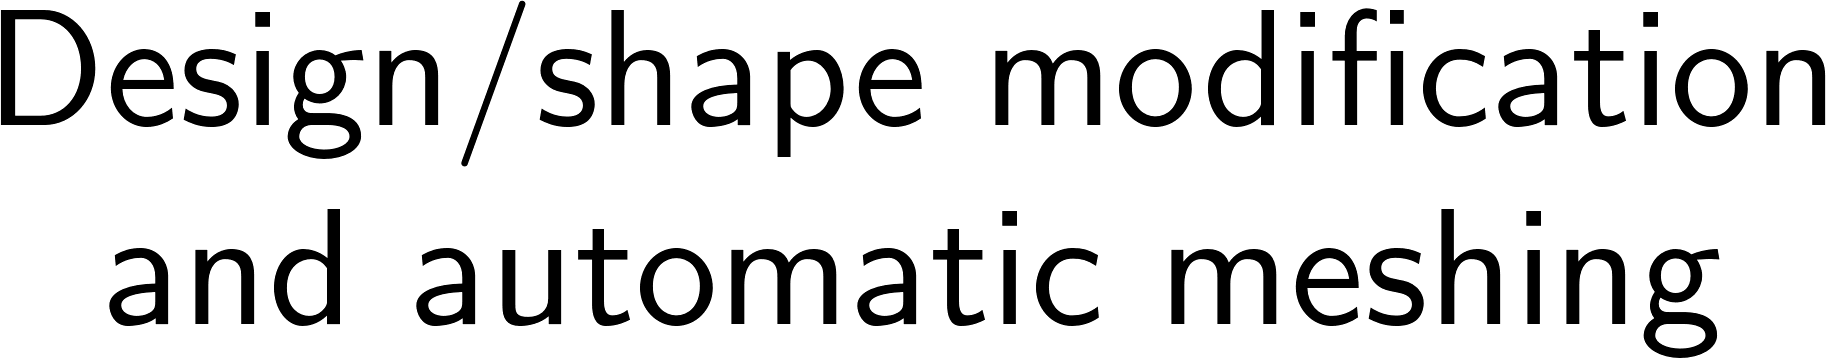 Design/shape modification
and automatic meshing